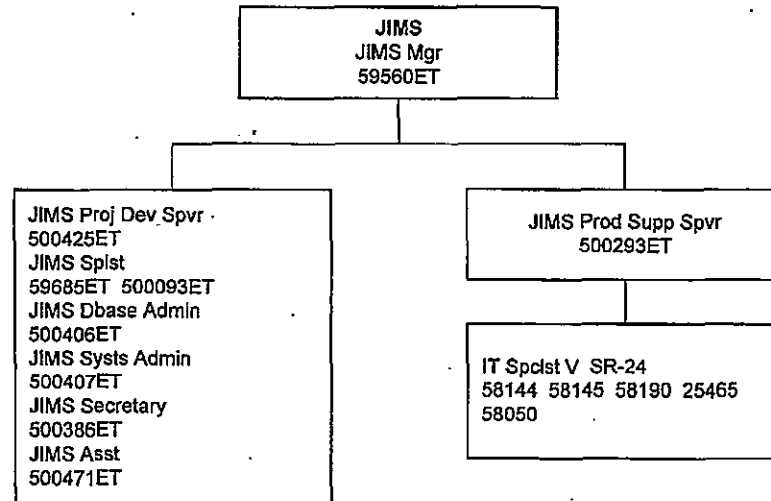 JIMS
JIMS Mgr
59560ET
JIMS Proj Dev Spvr
500425ET
JIMS Splst
59685ET 500093ET
JIMS Dbase Admin
500406ET
JIMS Systs Admin
500407ET
JIMS Secretary
500386ET
JIMS Asst
500471ET
JIMS Prod Supp Spvr
500293ET
IT Spclst V SR-24
58144 58145 58190 25465
58050